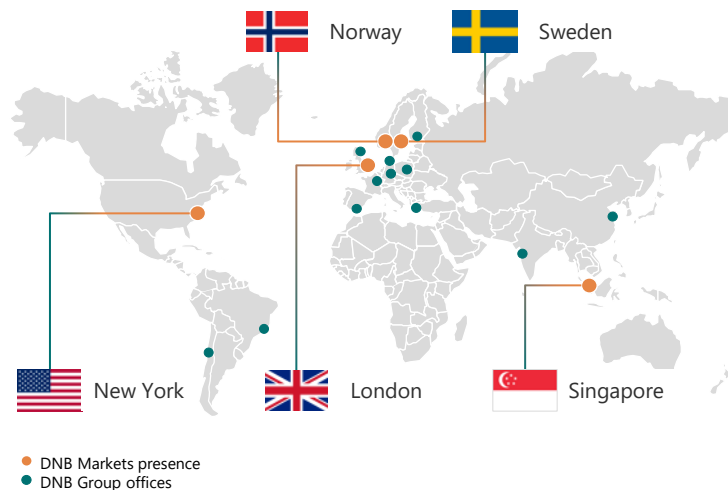 Norway
Sweden
New York
London
Singapore
DNB Markets presence
DNB Group offices